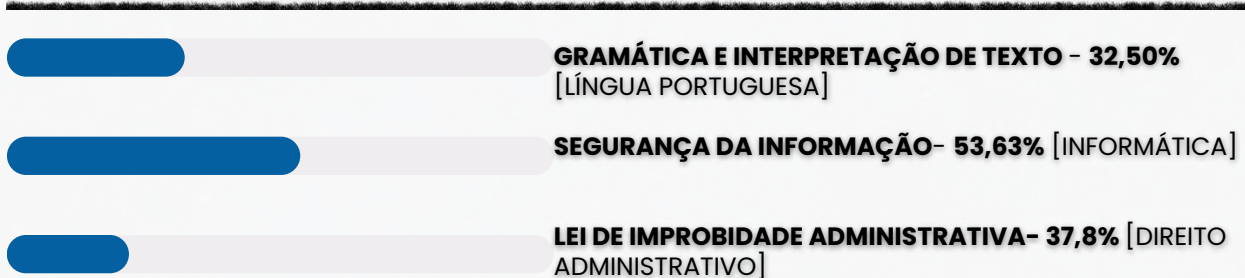 GRAMÁTICA E INTERPRETAÇÃO DE TEXTO - 32,50%
[LÍNGUA PORTUGUESA]
SEGURANÇA DA INFORMAÇÃO- 53,63% [INFORMÁTICA]
LEI DE IMPROBIDADE ADMINISTRATIVA- 37,8% [DIREITO
ADMINISTRATIVO]